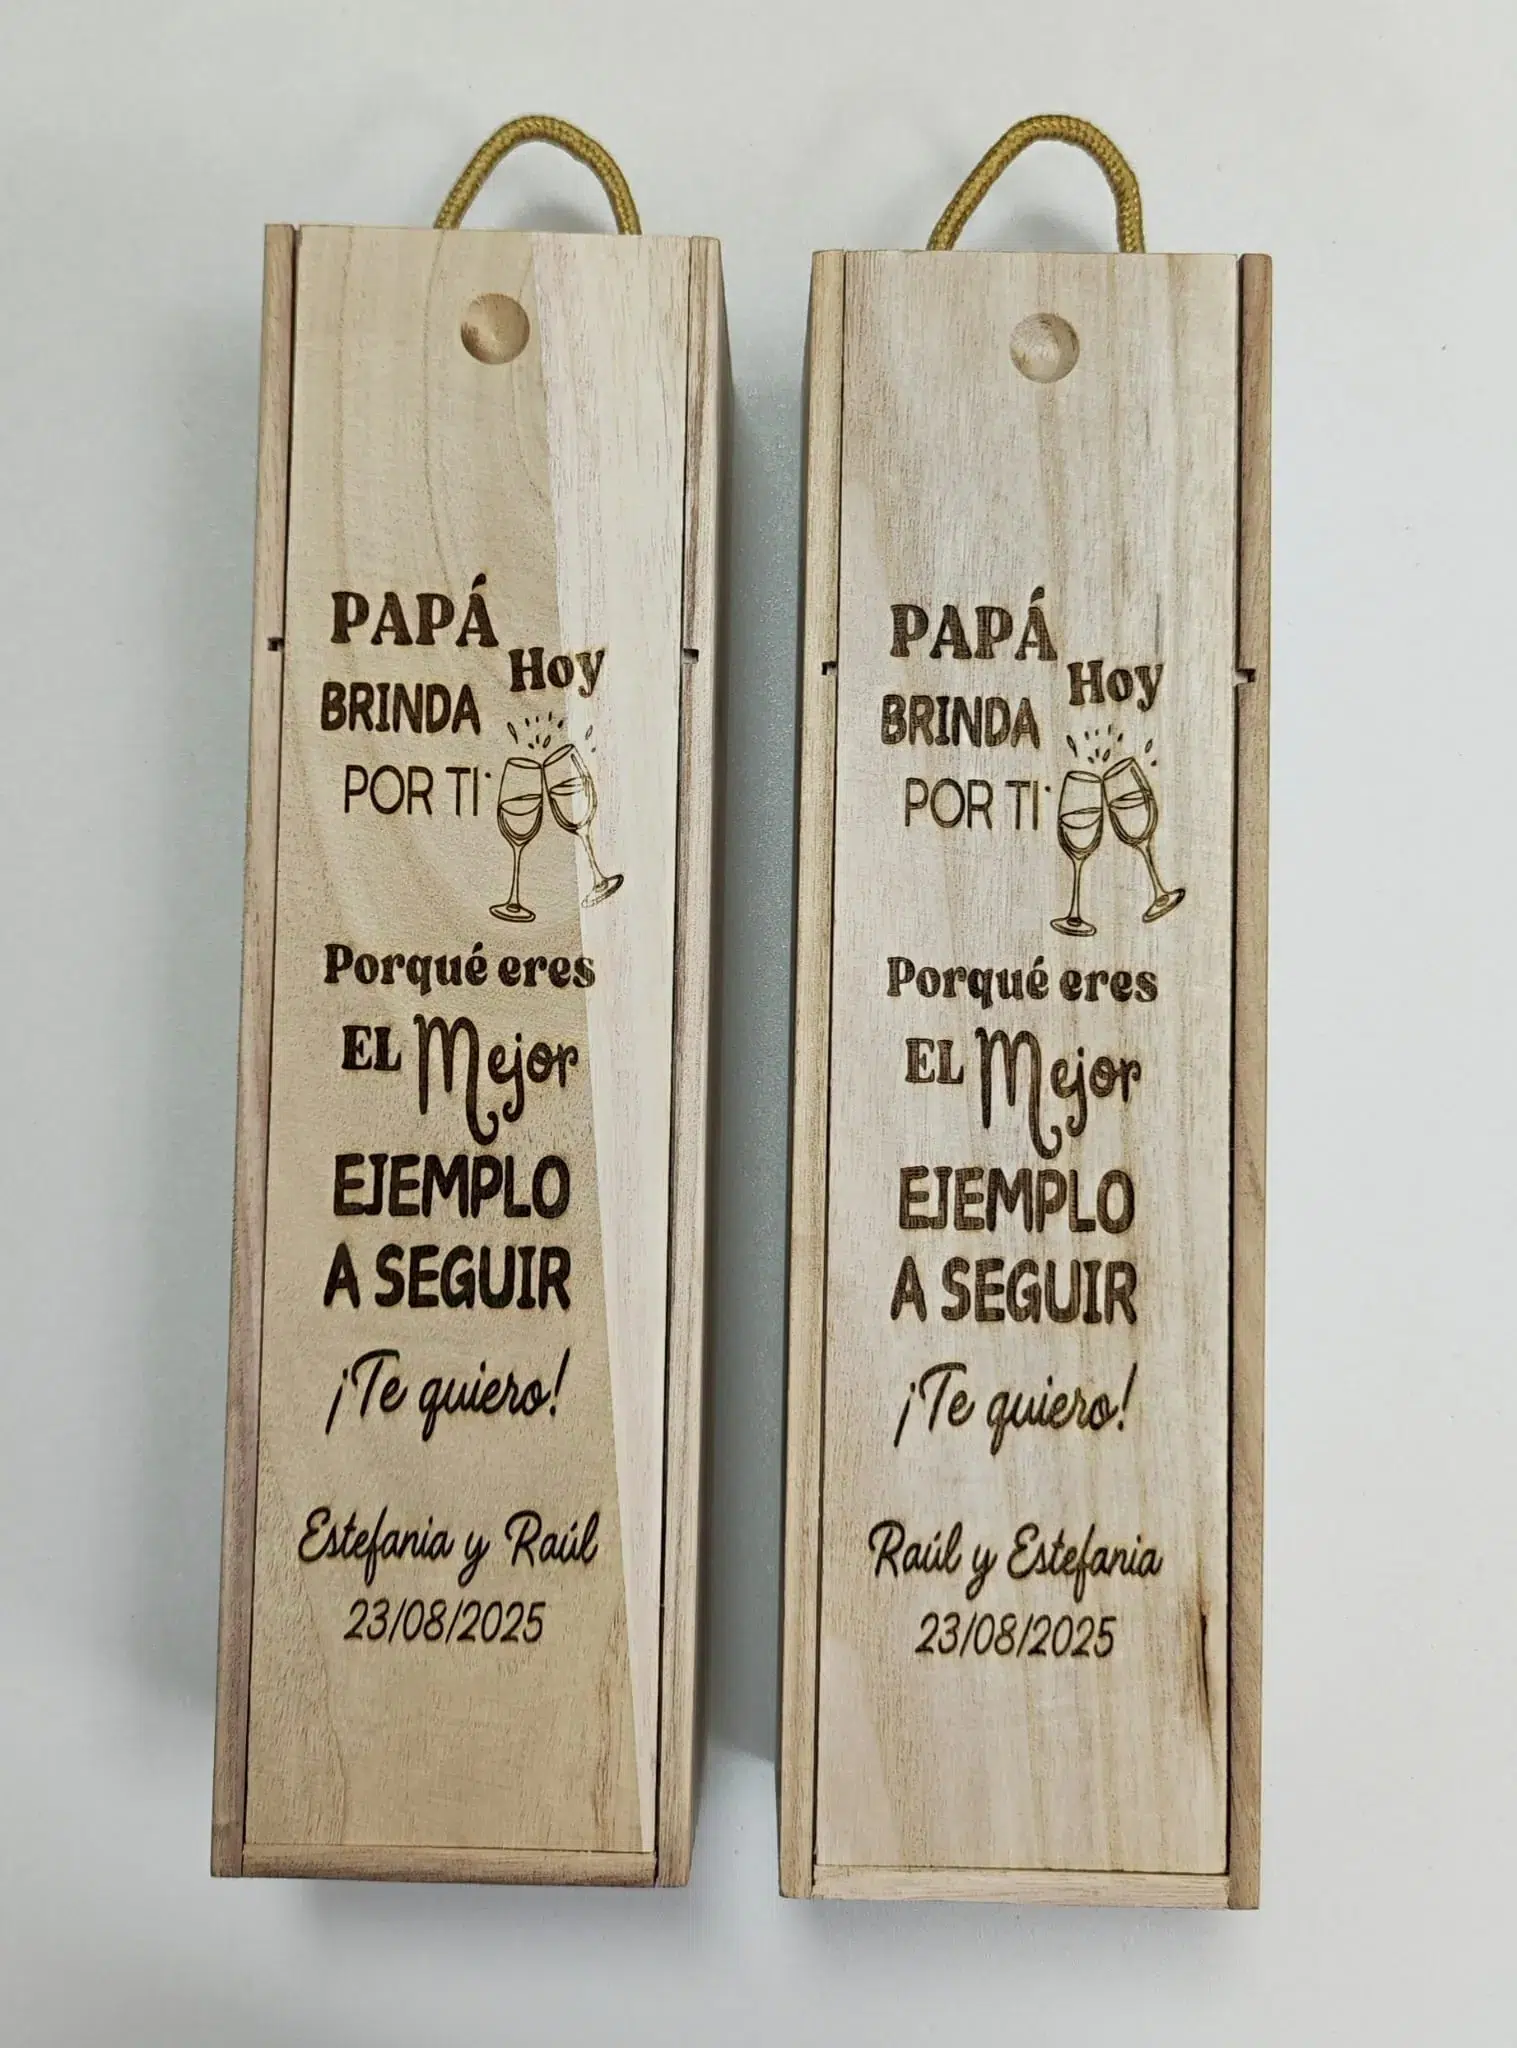 PAPÁ
Hoy
BRINDA
POR TI
Porqué eres
EL Mejor
EJEMPLO
A SEGUIR
¡Te quiero!
Estefania y Raúl
23/08/2025
PAPÁ
Hoy
BRINDA
POR TI
Porqué eres
EL Mejor
EJEMPLO
A SEGUIR
¡Te quiero!
Raúl y Estefania
23/08/2025